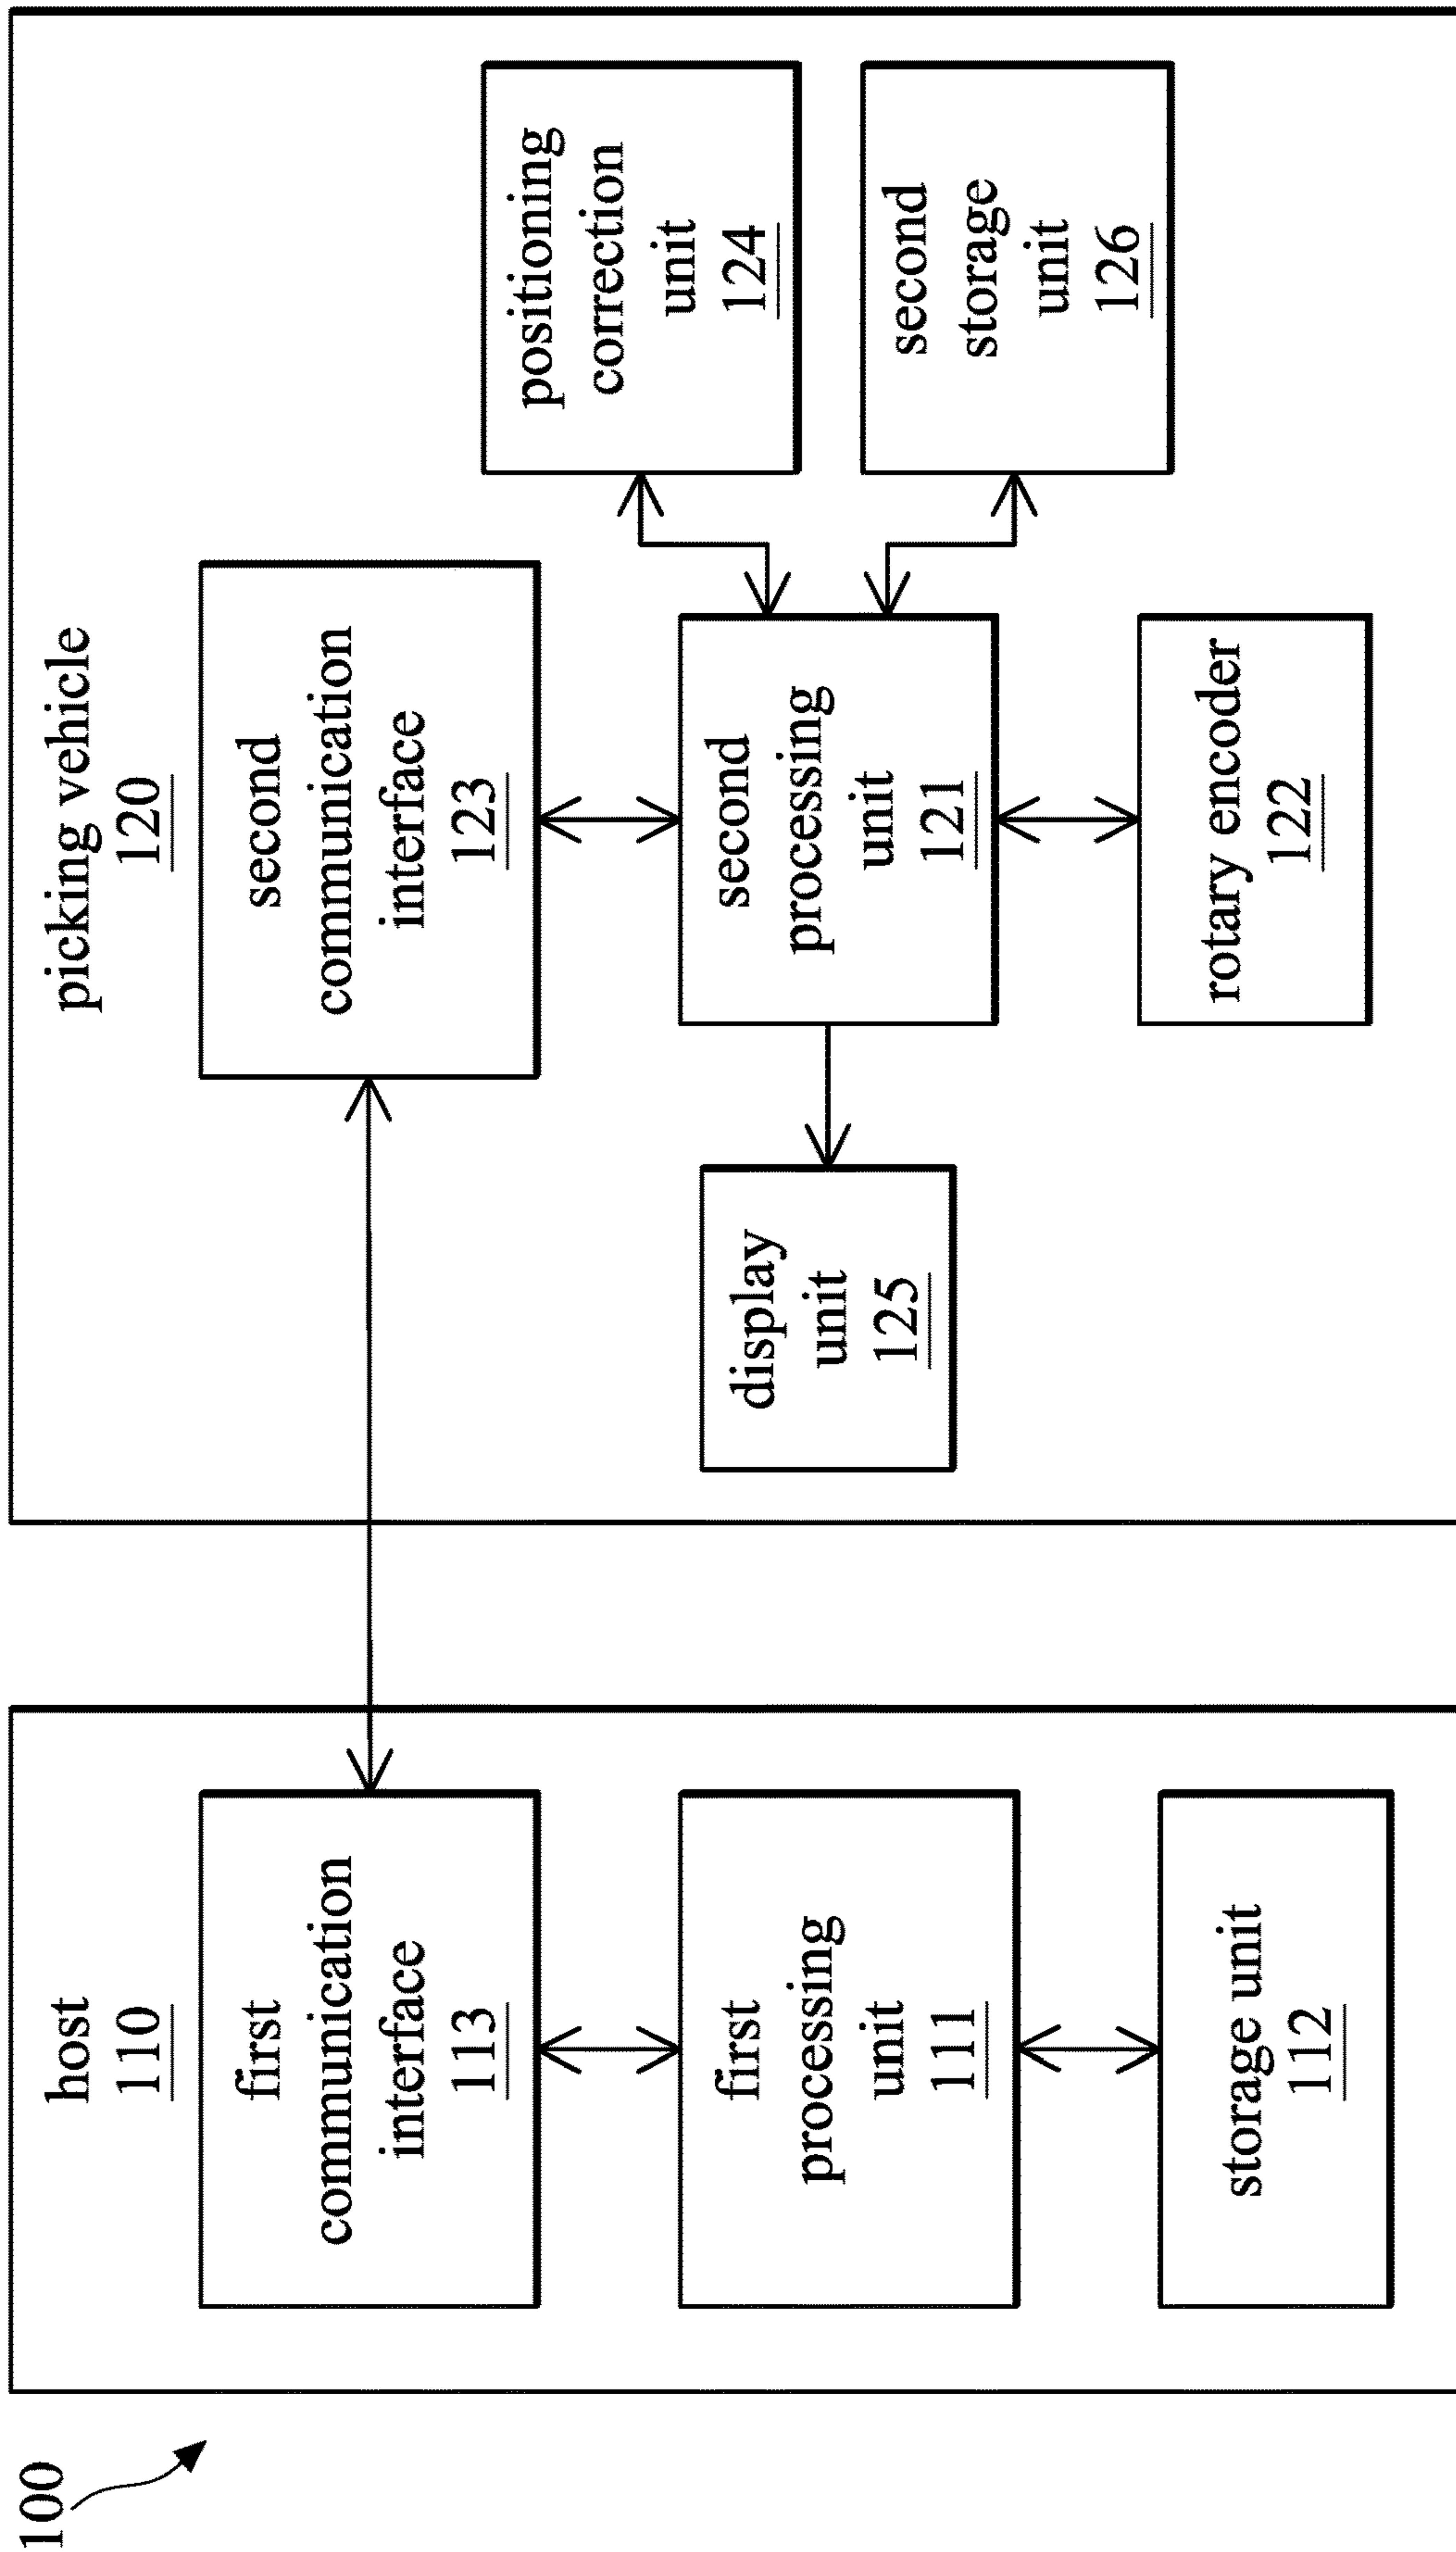 100
host
110
first
communication
interface
113
first
processing
unit
111
storage unit
112
picking vehicle
120
second
communication
interface
123
second
processing
unit
121
rotary encoder
122
display
unit
125
positioning
correction
unit
124
second
storage
unit
126